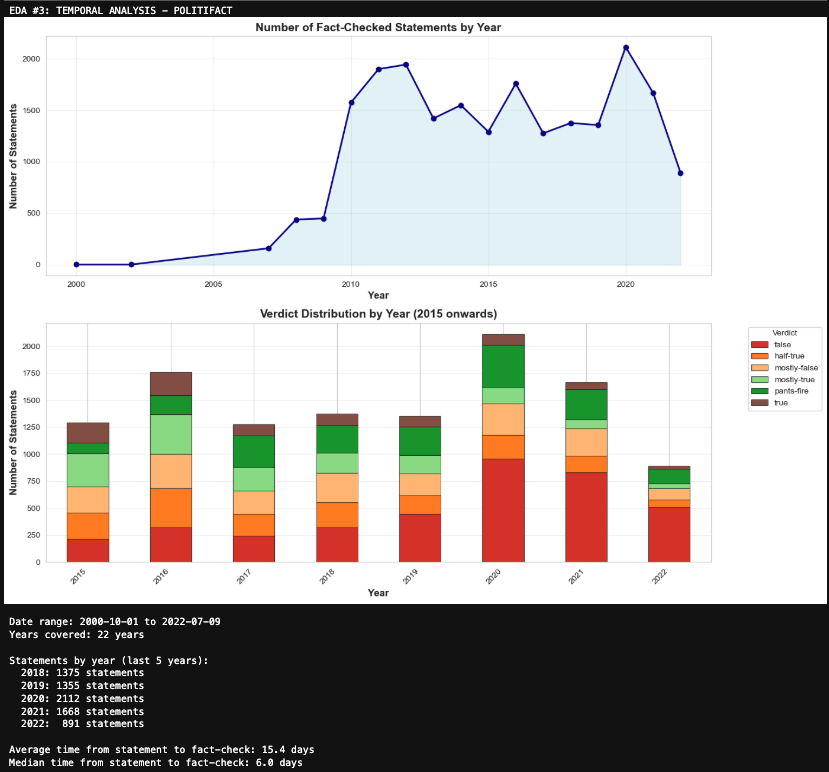 EDA #3: TEMPORAL ANALYSIS - POLITIFACT
Number of Fact-Checked Statements by Year
Number of Statements
2000
1500
1000
500
0
2000
2005
2010
2015
2020
Year
Verdict Distribution by Year (2015 onwards)
Number of Statements
2000
1750
1500
1250
1000
750
500
250
0
2015
2016
2017
2018
2019
2020
2021
2022
Year
Verdict
false
half-true
mostly-false
mostly-true
pants-fire
true
Date range: 2000-10-01 to 2022-07-09
Years covered: 22 years
Statements by year (last 5 years):
2018: 1375 statements
2019: 1355 statements
2020: 2112 statements
2021: 1668 statements
2022: 891 statements
Average time from statement to fact-check: 15.4 days
Median time from statement to fact-check: 6.0 days